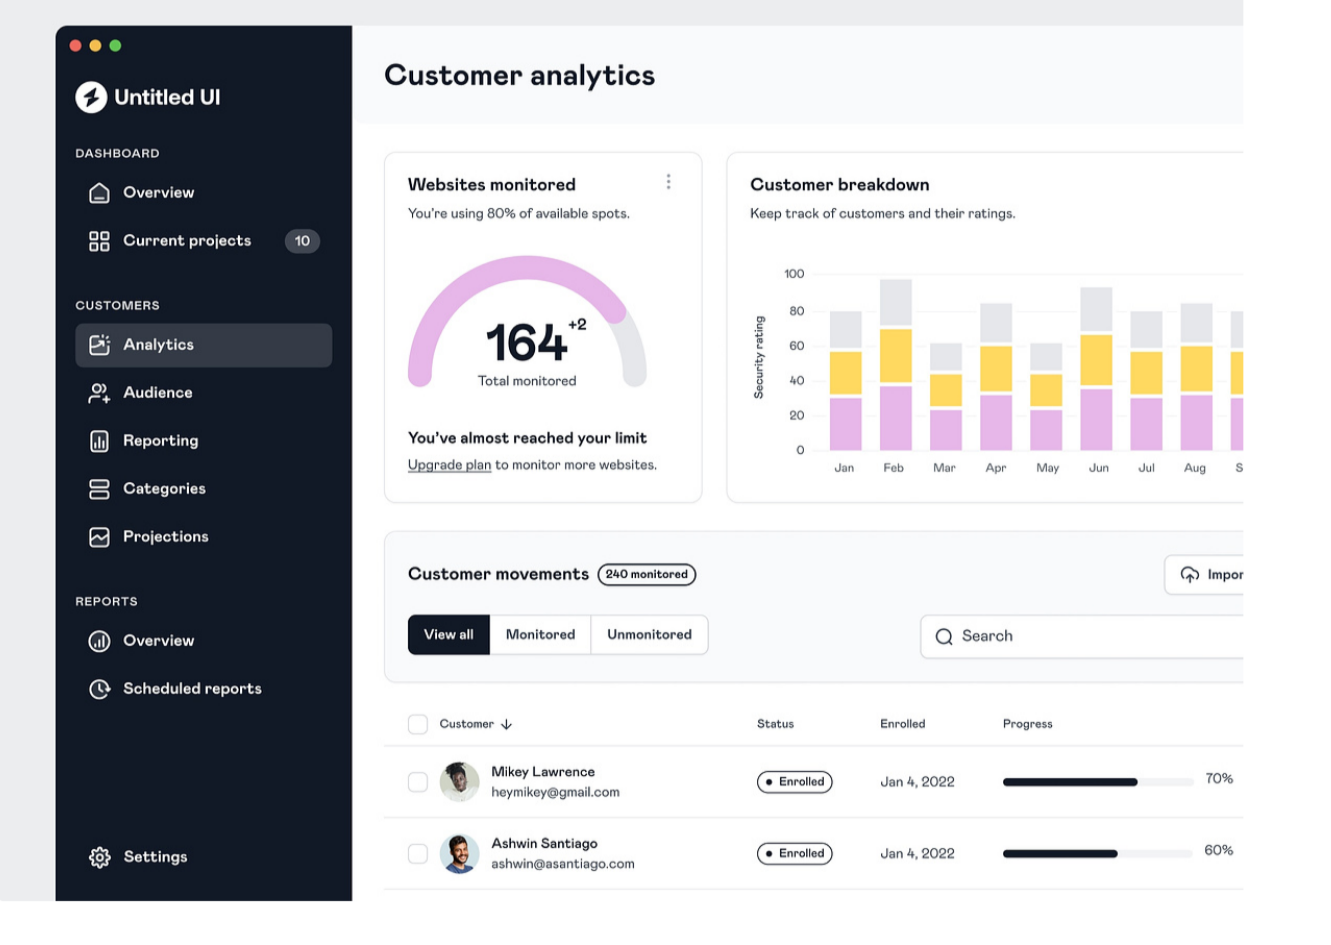 Untitled UI
DASHBOARD
Overview
Current projects 10
CUSTOMERS
Analytics
Audience
Reporting
Categories
Projections
REPORTS
Overview
Scheduled reports
Settings
Customer analytics
Websites monitored
You're using 80% of available spots.
164 +2
Total monitored
You've almost reached your limit
Upgrade plan to monitor more websites.
Customer breakdown
Keep track of customers and their ratings.
Security rating
100
80
60
40
20
0
Jan Feb Mar Apr May Jun Jul Aug S
Customer movements 240 monitored
Impor
View all Monitored Unmonitored
Search
Customer Status Enrolled Progress
Mikey Lawrence
heymikey@gmail.com
Enrolled Jan 4, 2022 70%
Ashwin Santiago
ashwin@asantiago.com
Enrolled Jan 4, 2022 60%